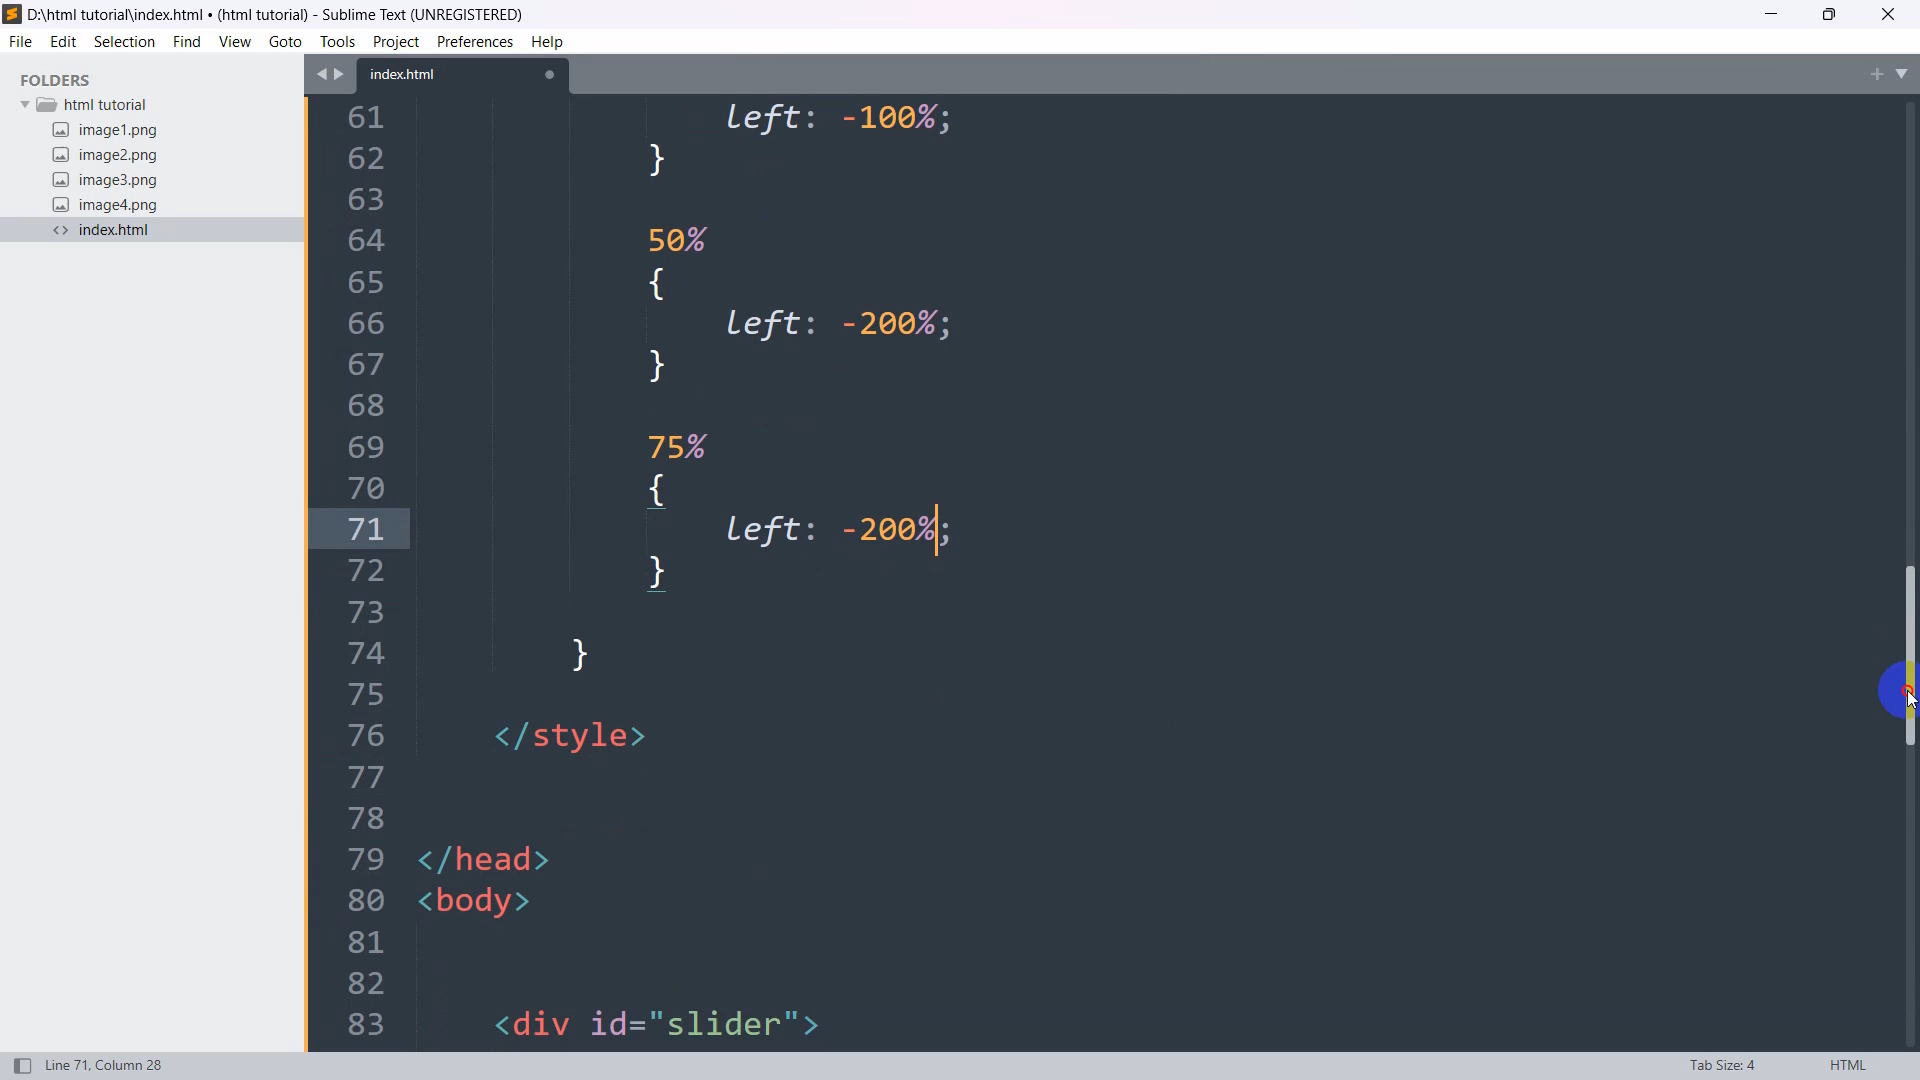 D:\html tutorial\index.html • (html tutorial) - Sublime Text (UNREGISTERED)
File Edit Selection Find View Goto Tools Project Preferences Help
FOLDERS
html tutorial
image1.png
image2.png
image3.png
image4.png
index.html
index.html
61 left: -100%;
62 }
63
64 50%
65 {
66 left: -200%;
67 }
68
69 75%
70 {
71 left: -200%;
72 }
73
74 }
75
76 </style>
77
78
79 </head>
80 <body>
81
82
83 <div id="slider">
Line 71, Column 28
Tab Size: 4 HTML